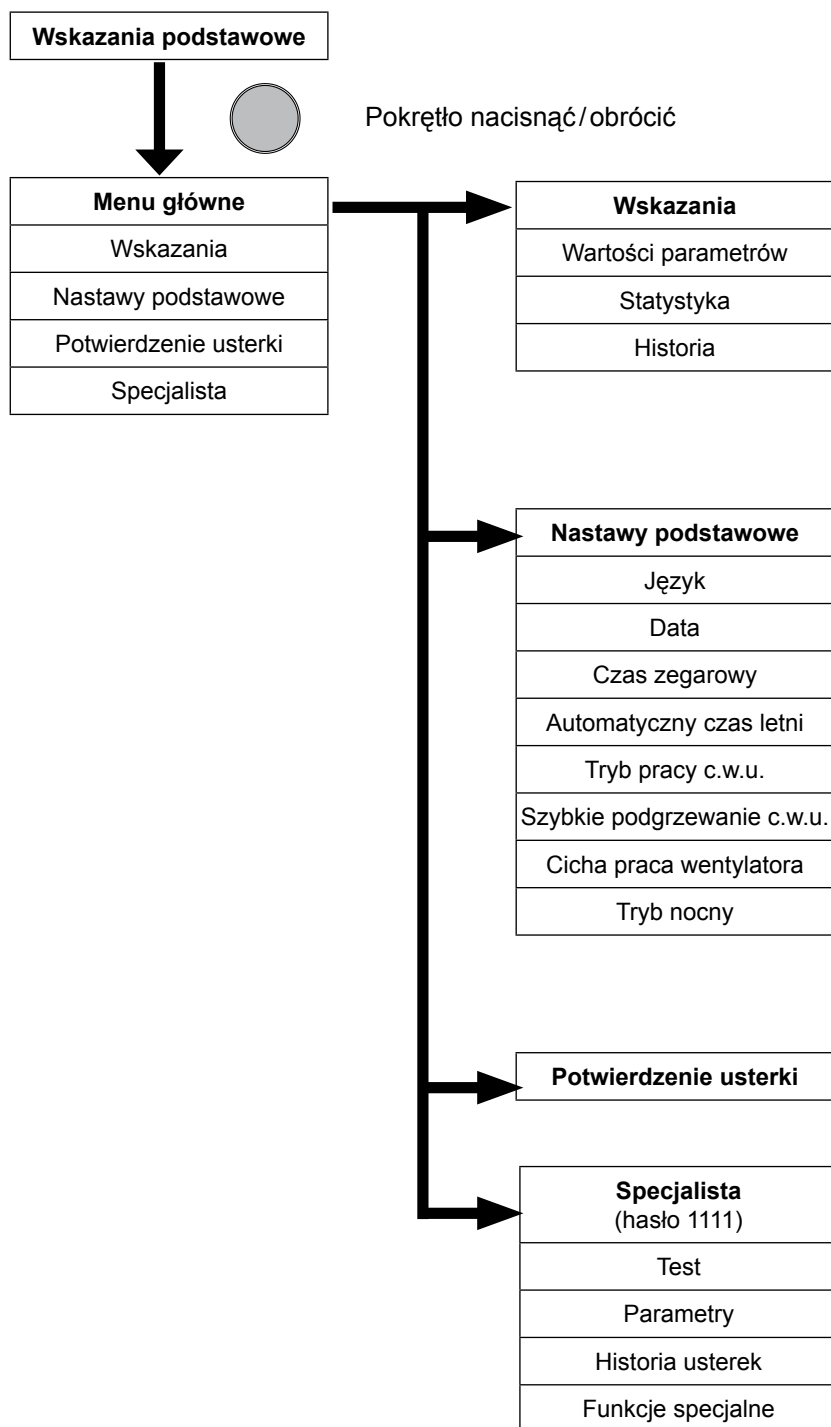 Wskazania podstawowe
Pokrętło nacisnąć/obrócić
Menu główne
Wskazania
Nastawy podstawowe
Potwierdzenie usterki
Specjalista
Wskazania
Wartości parametrów
Statystyka
Historia
Nastawy podstawowe
Język
Data
Czas zegarowy
Automatyczny czas letni
Tryb pracy c.w.u.
Szybkie podgrzewanie c.w.u.
Cicha praca wentylatora
Tryb nocny
Potwierdzenie usterki
Specjalista
(hasło 1111)
Test
Parametry
Historia usterek
Funkcje specjalne